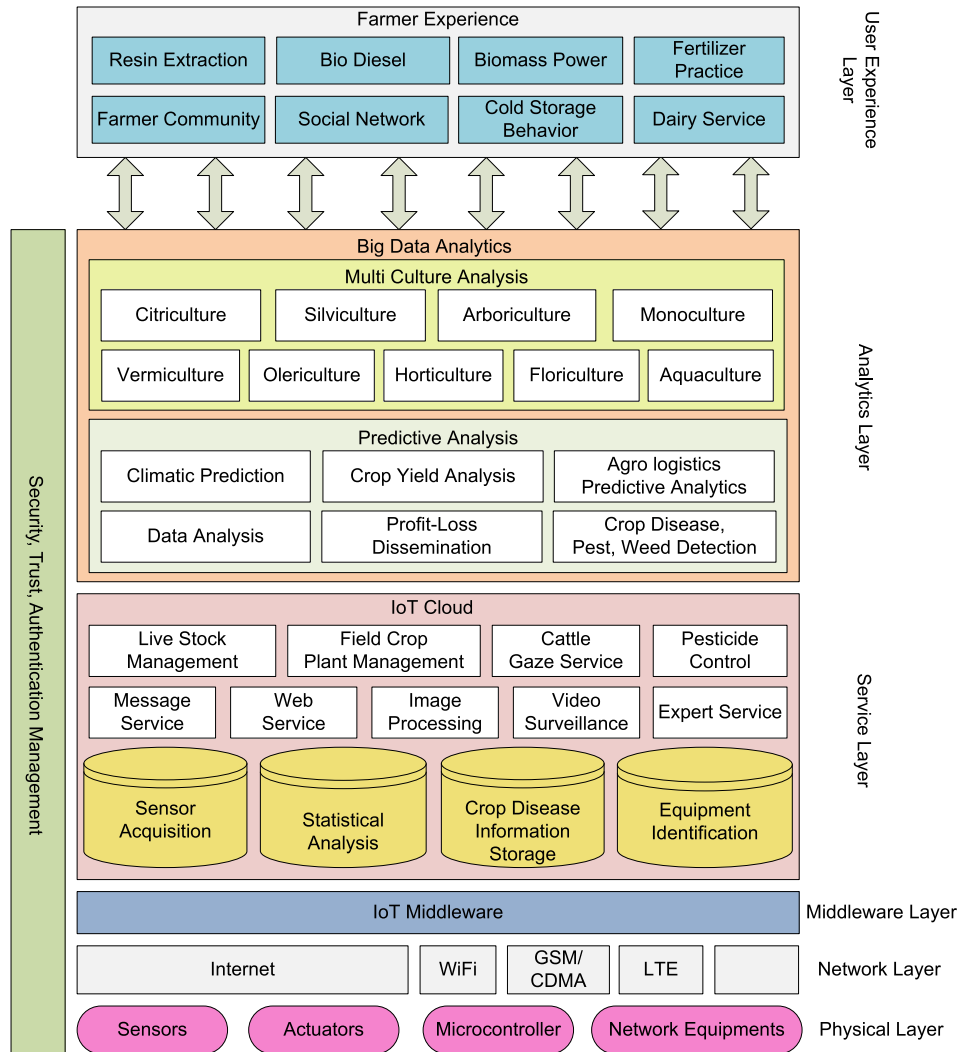 Farmer Experience
Resin Extraction
Bio Diesel
Biomass Power
Fertilizer
Practice
Farmer Community
Social Network
Cold Storage
Behavior
Dairy Service
User Experience
Layer
Big Data Analytics
Multi Culture Analysis
Citriculture
Silviculture
Arboriculture
Monoculture
Vermiculture
Olericulture
Horticulture
Floriculture
Aquaculture
Predictive Analysis
Climatic Prediction
Crop Yield Analysis
Agro logistics
Predictive Analytics
Data Analysis
Profit-Loss
Dissemination
Crop Disease,
Pest, Weed Detection
Analytics Layer
Security, Trust, Authentication Management
IoT Cloud
Live Stock
Management
Field Crop
Plant Management
Cattle
Gaze Service
Pesticide
Control
Message
Service
Web
Service
Image
Processing
Video
Surveillance
Expert Service
Sensor
Acquisition
Statistical
Analysis
Crop Disease
Information
Storage
Equipment
Identification
Service Layer
IoT Middleware
Middleware Layer
Internet
WiFi
GSM/
CDMA
LTE
Network Layer
Sensors
Actuators
Microcontroller
Network Equipments
Physical Layer